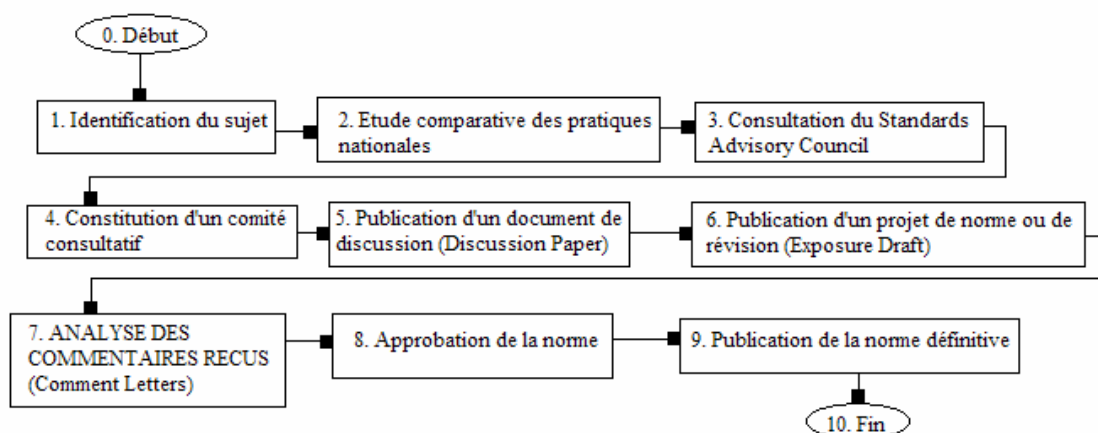 0. Début
1. Identification du sujet
2. Etude comparative des pratiques
nationales
3. Consultation du Standards
Advisory Council
4. Constitution d'un comité
consultatif
5. Publication d'un document de
discussion (Discussion Paper)
6. Publication d'un projet de norme ou de
révision (Exposure Draft)
7. ANALYSE DES
COMMENTAIRES RECUS
(Comment Letters)
8. Approbation de la norme
9. Publication de la norme définitive
10. Fin